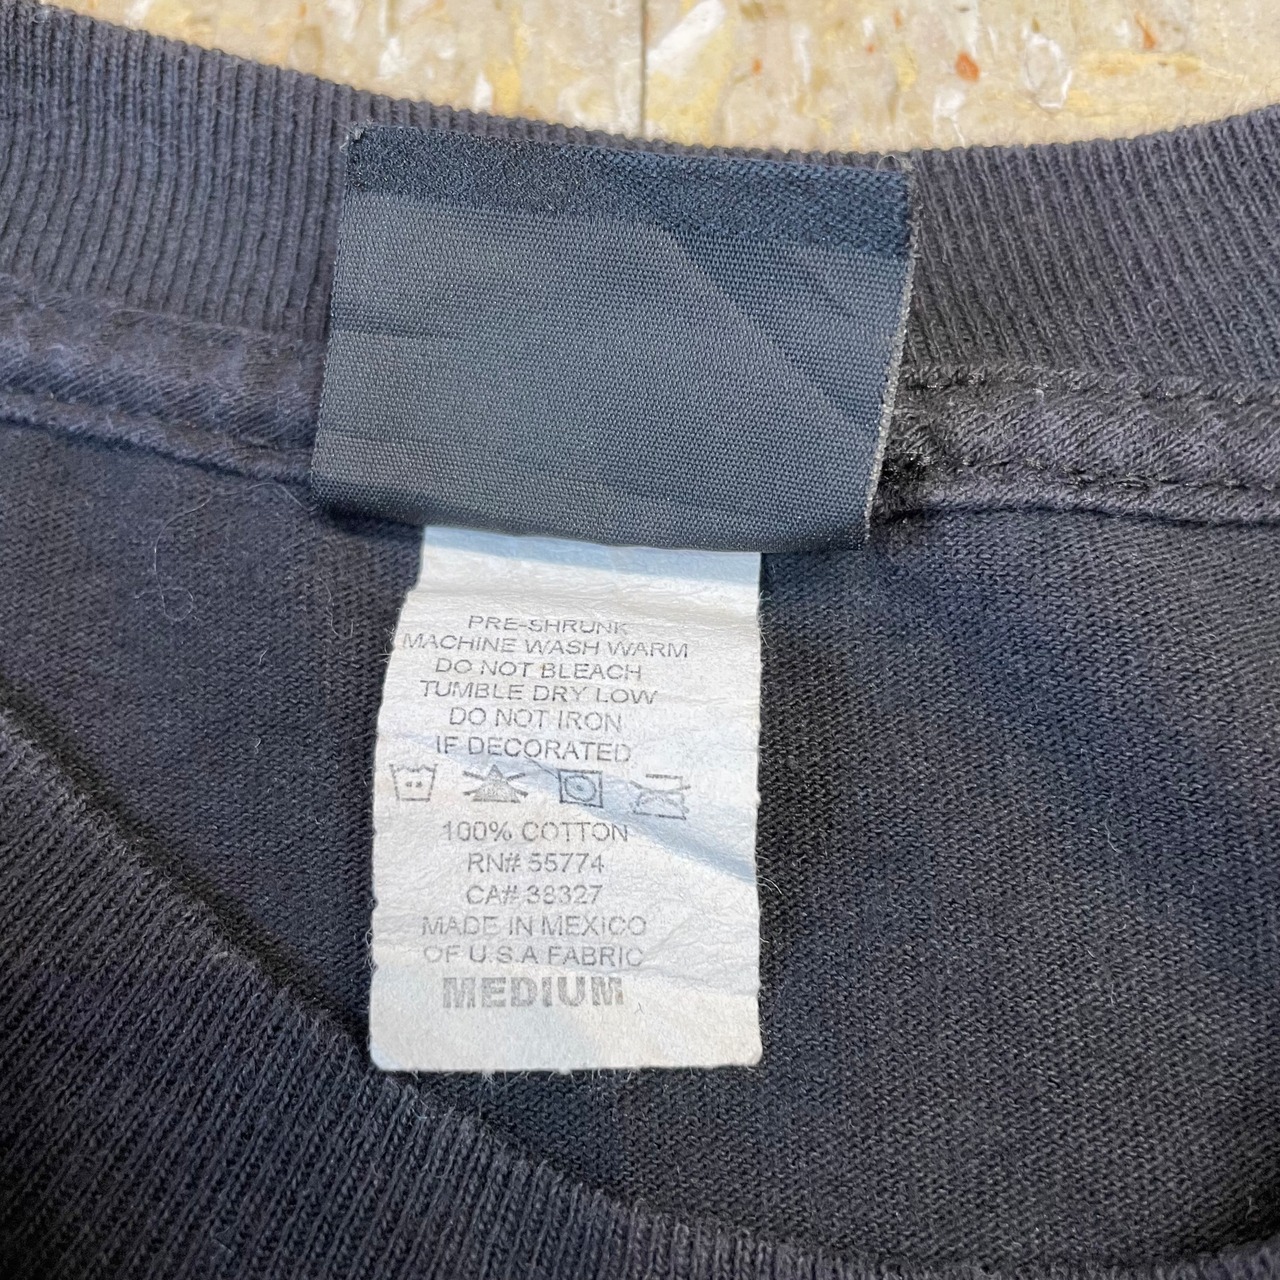 PRE-SHRUNK
MACHINE WASH WARM
DO NOT BLEACH
TUMBLE DRY LOW
DO NOT IRON
IF DECORATED
100% COTTON
RN# 55774
CA# 38327
MADE IN MEXICO
OF U.S.A FABRIC
MEDIUM